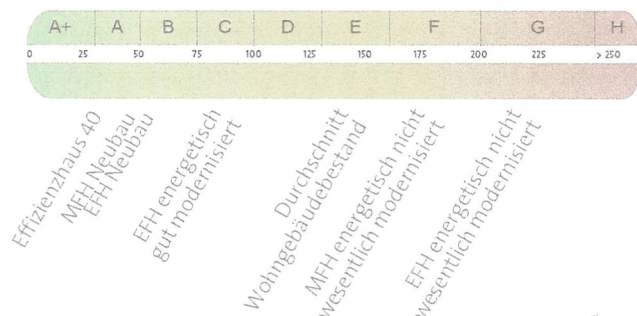 A+ A B C D E F G H
0 25 50 75 100 125 150 175 200 225 > 250
Effizienzhaus 40
MFH Neubau
EFH Neubau
EFH energetisch
gut modernisiert
Durchschnitt
Wohngebäudebestand
MFH energetisch nicht
wesentlich modernisiert
EFH energetisch nicht
wesentlich modernisiert